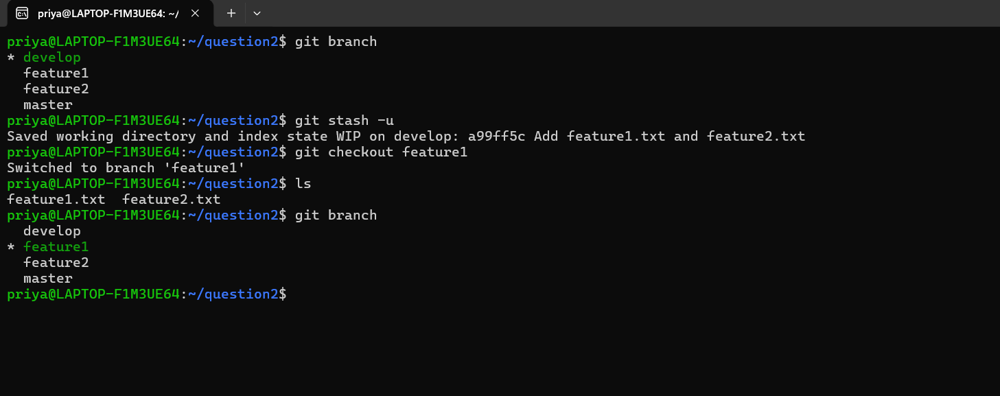 priya@LAPTOP-F1M3UE64: ~/
priya@LAPTOP-F1M3UE64:~/question2$ git branch
* develop
  feature1
  feature2
  master
priya@LAPTOP-F1M3UE64:~/question2$ git stash -u
Saved working directory and index state WIP on develop: a99ff5c Add feature1.txt and feature2.txt
priya@LAPTOP-F1M3UE64:~/question2$ git checkout feature1
Switched to branch 'feature1'
priya@LAPTOP-F1M3UE64:~/question2$ ls
feature1.txt  feature2.txt
priya@LAPTOP-F1M3UE64:~/question2$ git branch
  develop
* feature1
  feature2
  master
priya@LAPTOP-F1M3UE64:~/question2$